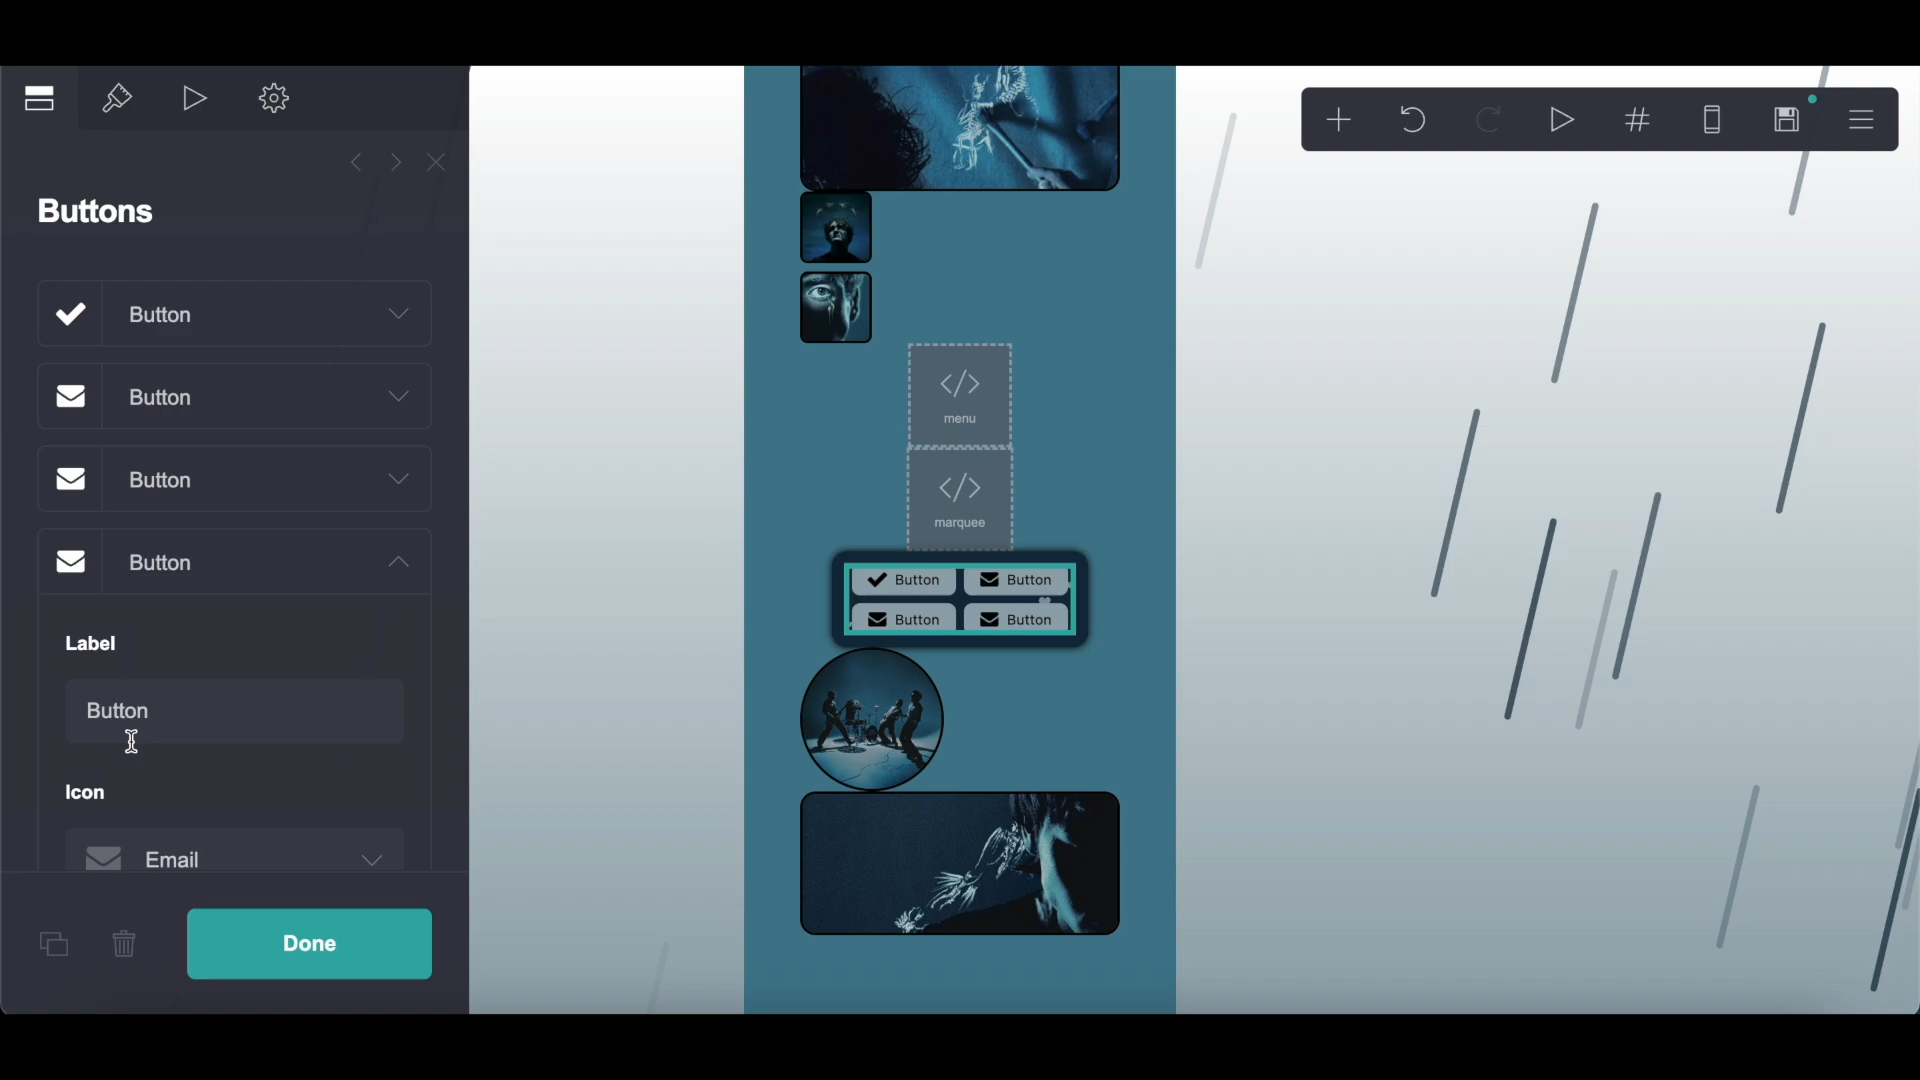 Buttons
Button
Button
Button
Button
Label
Button
Icon
Email
Done
menu
marquee
Button Button
Button Button